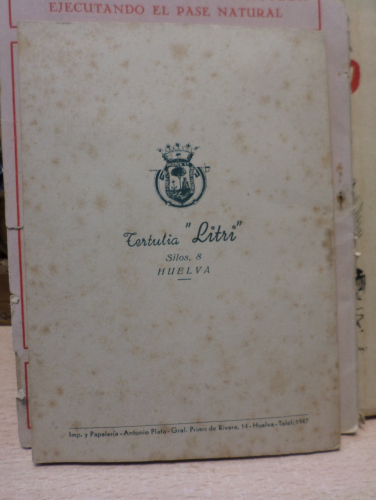 EJECUTANDO EL PASE NATURAL
Tertulia "Litri"
Silos, 8
HUELVA
Imp. y Papelería - Antonio Plata - Gral. Primo de Rivera, 14 - Huelva - Teléf. 1987